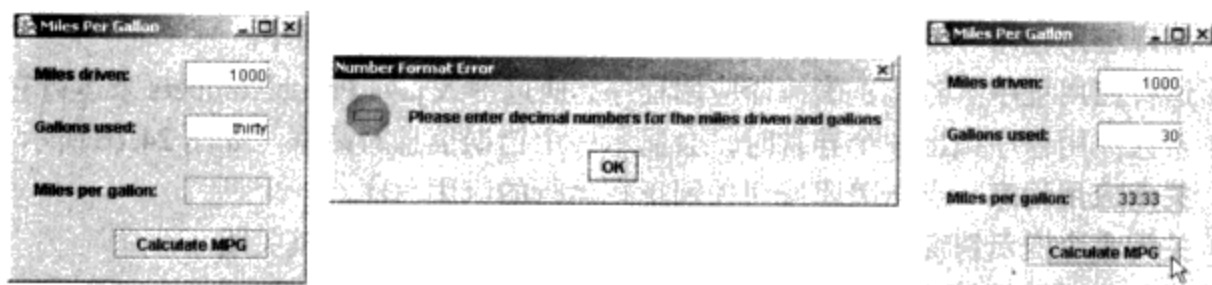 Miles Per Gallon
Miles driven: 1000
Gallons used: thirty
Miles per gallon:
Calculate MPG
Number Format Error
Please enter decimal numbers for the miles driven and gallons
OK
Miles Per Gallon
Miles driven: 1000
Gallons used: 30
Miles per gallon: 33.33
Calculate MPG